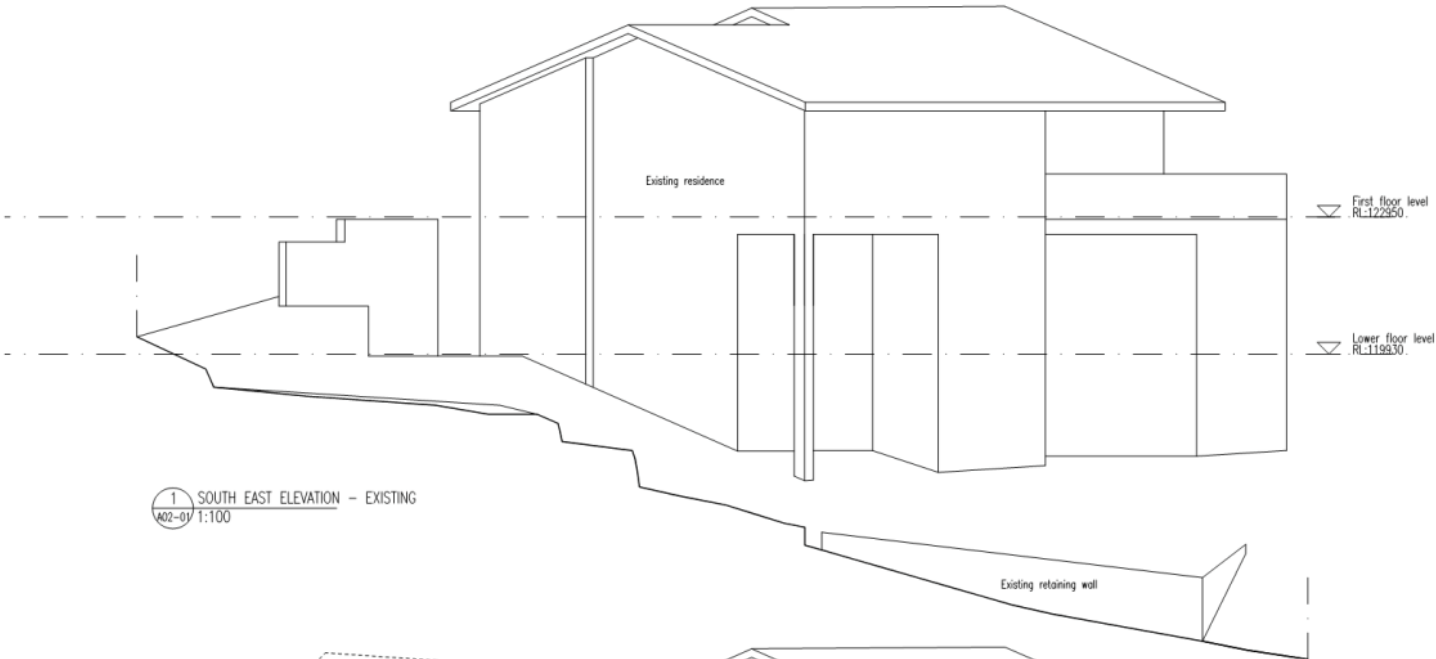 Existing residence
First floor level
RL:122950
Lower floor level
RL:119930
1 SOUTH EAST ELEVATION - EXISTING
A02-01 1:100
Existing retaining wall